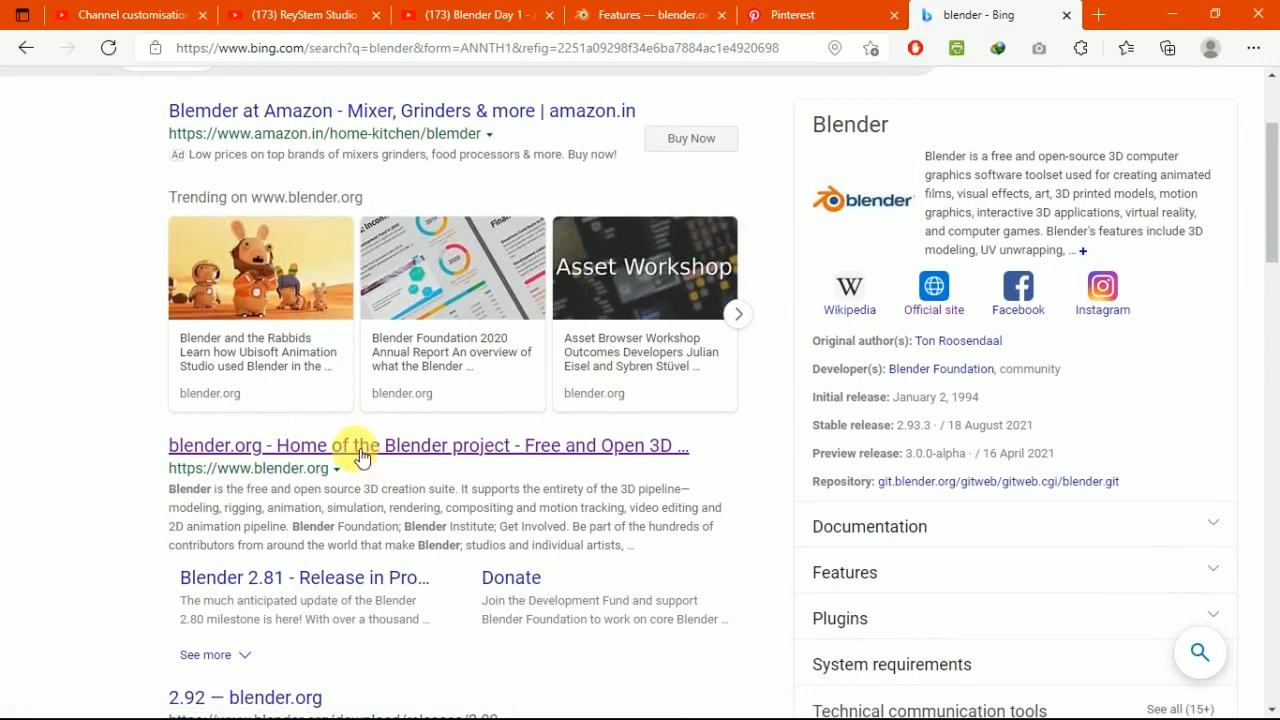 Channel customisation
(173) ReyStem Studio -
(173) Blender Day 1 -
Features — blender.or
Pinterest
blender - Bing
https://www.bing.com/search?q=blender&form=ANNTH1&refig=2251a09298f34e6ba7884ac1e4920698
Blemder at Amazon - Mixer, Grinders & more | amazon.in
https://www.amazon.in/home-kitchen/blemder
Ad Low prices on top brands of mixers grinders, food processors & more. Buy now!
Buy Now
Trending on www.blender.org
Asset Workshop
Blender and the Rabbids
Learn how Ubisoft Animation
Studio used Blender in the ...
blender.org
Blender Foundation 2020
Annual Report An overview of
what the Blender ...
blender.org
Asset Browser Workshop
Outcomes Developers Julian
Eisel and Sybren Stüvel ...
blender.org
blender.org - Home of the Blender project - Free and Open 3D ...
https://www.blender.org
Blender is the free and open source 3D creation suite. It supports the entirety of the 3D pipeline—
modeling, rigging, animation, simulation, rendering, compositing and motion tracking, video editing and
2D animation pipeline. Blender Foundation; Blender Institute; Get Involved. Be part of the hundreds of
contributors from around the world that make Blender; studios and individual artists, ...
Blender 2.81 - Release in Pro...
The much anticipated update of the Blender
2.80 milestone is here! With over a thousand ...
Donate
Join the Development Fund and support
Blender Foundation to work on core Blender ...
See more
2.92 — blender.org
Blender
blender
Blender is a free and open-source 3D computer
graphics software toolset used for creating animated
films, visual effects, art, 3D printed models, motion
graphics, interactive 3D applications, virtual reality,
and computer games. Blender's features include 3D
modeling, UV unwrapping, ... +
Wikipedia
Official site
Facebook
Instagram
Original author(s): Ton Roosendaal
Developer(s): Blender Foundation, community
Initial release: January 2, 1994
Stable release: 2.93.3 · / 18 August 2021
Preview release: 3.0.0-alpha · / 16 April 2021
Repository: git.blender.org/gitweb/gitweb.cgi/blender.git
Documentation
Features
Plugins
System requirements
Technical communication tools
See all (15+)